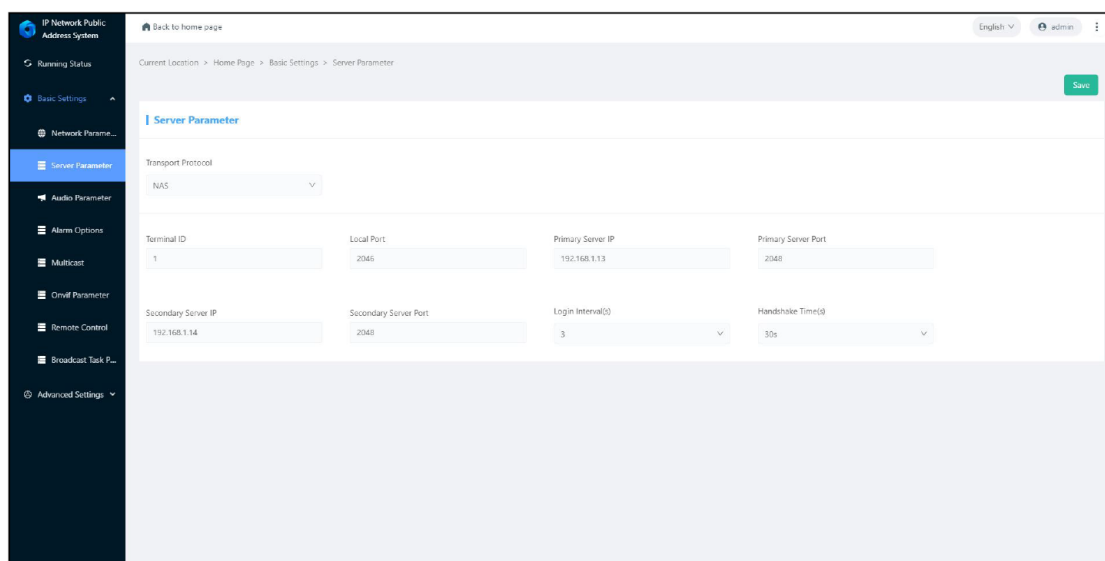 IP Network Public
Address System
Back to home page
English
admin
Running Status
Current Location > Home Page > Basic Settings > Server Parameter
Save
Basic Settings
Server Parameter
Network Parame...
Transport Protocol
Server Parameter
NAS
Audio Parameter
Alarm Options
Terminal ID
Local Port
Primary Server IP
Primary Server Port
1
2046
192.168.1.13
2048
Multicast
Onvif Parameter
Secondary Server IP
Secondary Server Port
Login Interval(s)
Handshake Time(s)
Remote Control
192.168.1.14
2048
3
30s
Broadcast Task P...
Advanced Settings